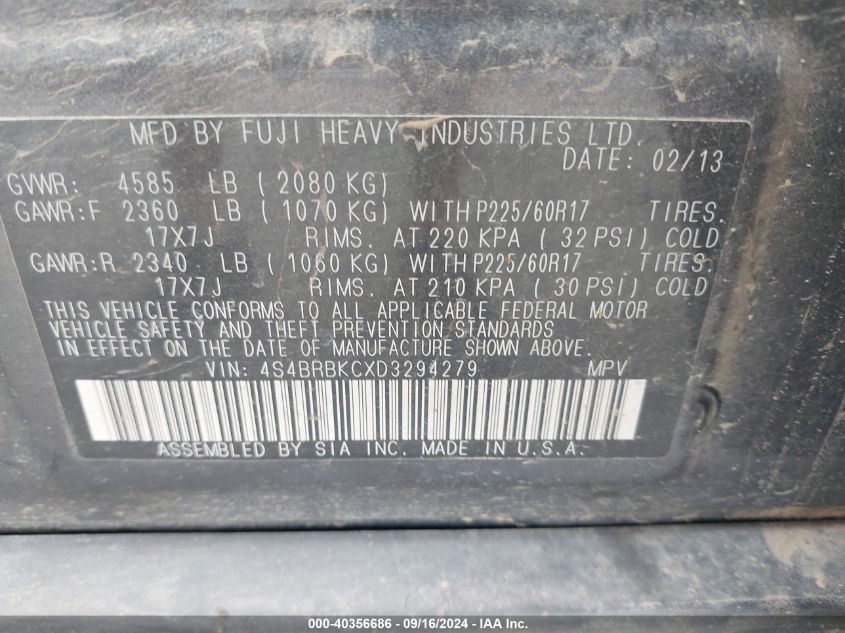 MFD BY FUJI HEAVY INDUSTRIES LTD.
DATE: 02/13
GVWR: 4585 LB ( 2080 KG)
GAWR:F 2360 LB ( 1070 KG) WITH P225/60R17 TIRES.
17X7J RIMS. AT 220 KPA ( 32 PSI) COLD
GAWR:R 2340 LB ( 1060 KG) WITH P225/60R17 TIRES.
17X7J RIMS. AT 210 KPA ( 30 PSI) COLD
THIS VEHICLE CONFORMS TO ALL APPLICABLE FEDERAL MOTOR
VEHICLE SAFETY AND THEFT PREVENTION STANDARDS
IN EFFECT ON THE DATE OF MANUFACTURE SHOWN ABOVE.
VIN: 4S4BRBKCXD3294279 MPV
ASSEMBLED BY SIA INC. MADE IN U.S.A.
000-40356686 - 09/16/2024 - IAA Inc.